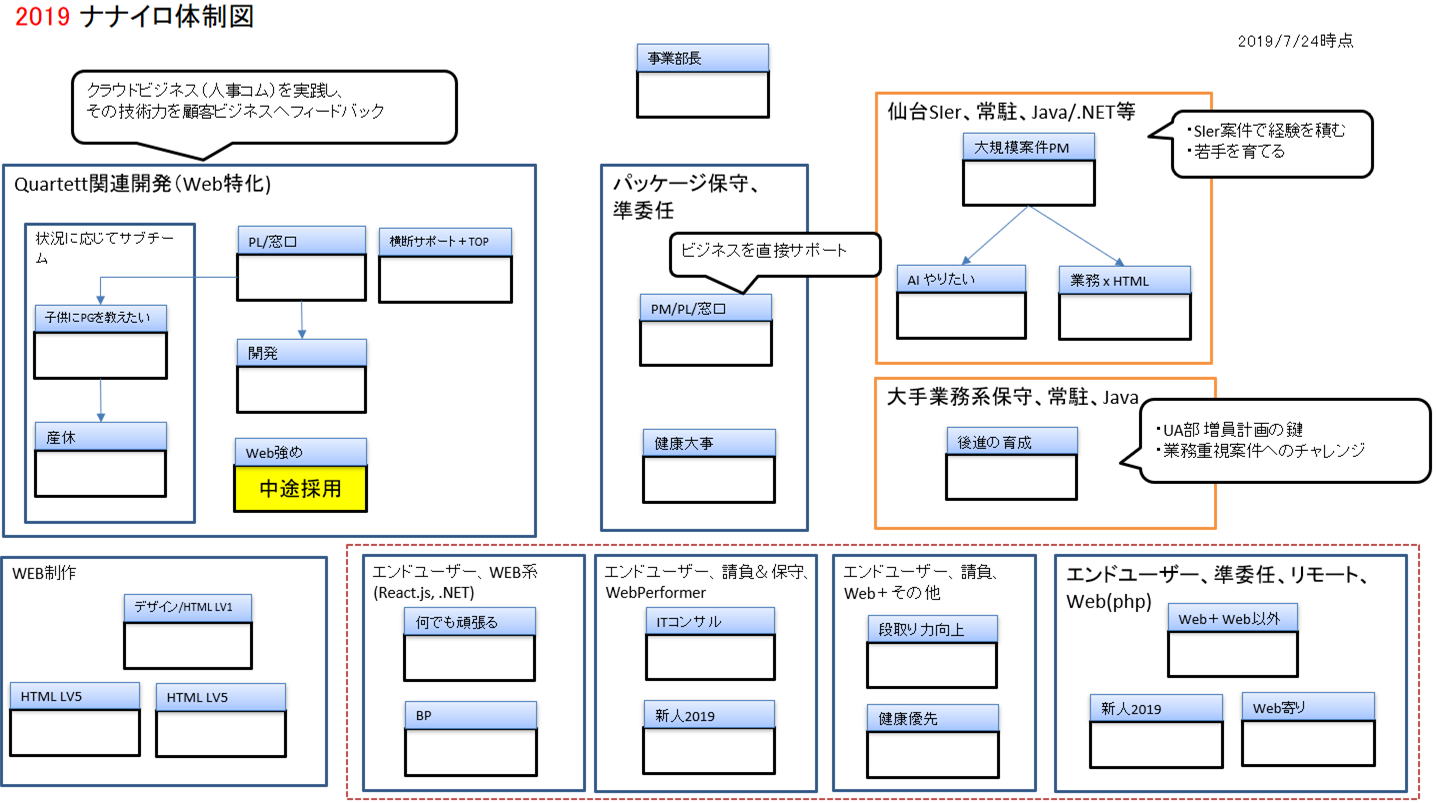 2019 ナナイロ体制図
2019/7/24時点
事業部長
クラウドビジネス（人事コム）を実践し、
その技術力を顧客ビジネスへフィードバック
Quartett関連開発（Web特化）
状況に応じてサブチー
ム
PL/窓口
横断サポート＋TOP
子供にPGを教えたい
開発
産休
Web強め
中途採用
パッケージ保守、
準委任
ビジネスを直接サポート
PM/PL/窓口
健康大事
仙台SIer、常駐、Java/.NET等
・SIer案件で経験を積む
・若手を育てる
大規模案件PM
AI やりたい
業務 x HTML
大手業務系保守、常駐、Java
・UA部 増員計画の鍵
・業務重視案件へのチャレンジ
後進の育成
WEB制作
デザイン/HTML LV1
HTML LV5
HTML LV5
エンドユーザー、WEB系
(React.js, .NET)
何でも頑張る
BP
エンドユーザー、請負＆保守、
WebPerformer
ITコンサル
新人2019
エンドユーザー、請負、
Web＋その他
段取り力向上
健康優先
エンドユーザー、準委任、リモート、
Web(php)
Web＋Web以外
新人2019
Web寄り